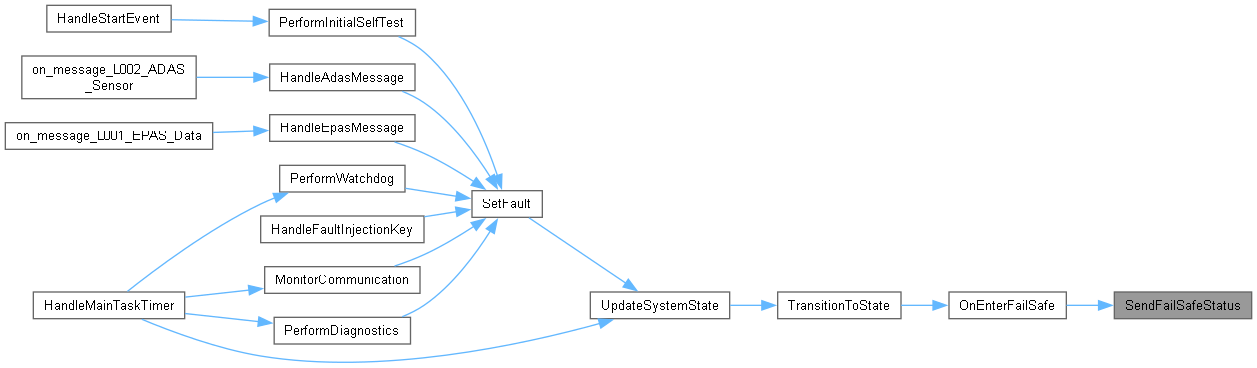 HandleStartEvent
PerformInitialSelfTest
on_message_L002_ADAS
_Sensor
HandleAdasMessage
on_message_L001_EPAS_Data
HandleEpasMessage
PerformWatchdog
SetFault
HandleFaultInjectionKey
MonitorCommunication
HandleMainTaskTimer
PerformDiagnostics
UpdateSystemState
TransitionToState
OnEnterFailSafe
SendFailSafeStatus